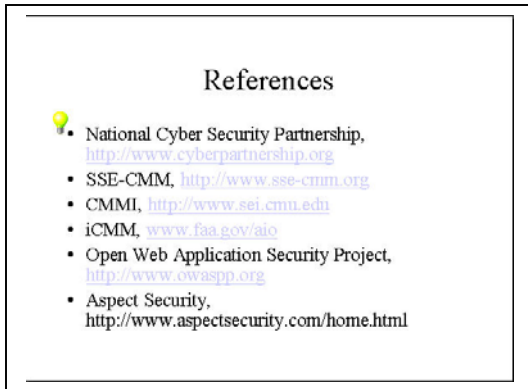 References
• National Cyber Security Partnership,
http://www.cyberpartnership.org
• SSE-CMM, http://www.sse-cmm.org
• CMMI, http://www.sei.cmu.edu
• iCMM, www.faa.gov/aio
• Open Web Application Security Project,
http://www.owaspp.org
• Aspect Security,
http://www.aspectsecurity.com/home.html